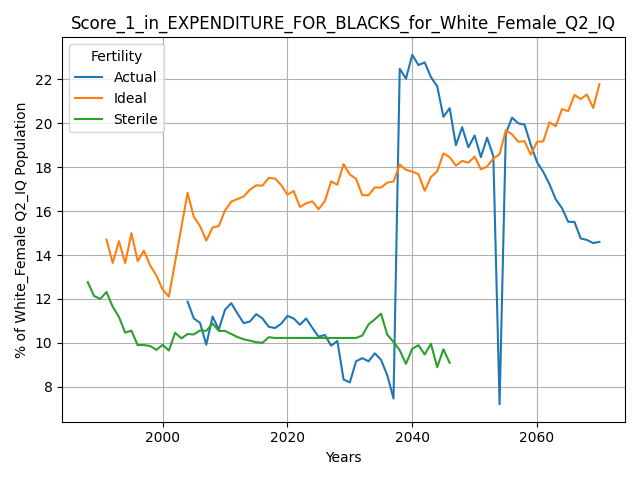 Score_1_in_EXPENDITURE_FOR_BLACKS_for_White_Female_Q2_IQ
Fertility
Actual
Ideal
Sterile
% of White_Female Q2_IQ Population
22
20
18
16
14
12
10
8
2000
2020
2040
2060
Years